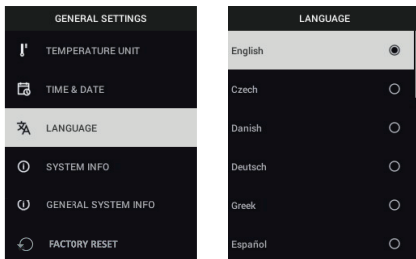 GENERAL SETTINGS
TEMPERATURE UNIT
TIME & DATE
LANGUAGE
SYSTEM INFO
GENERAL SYSTEM INFO
FACTORY RESET
LANGUAGE
English
Czech
Danish
Deutsch
Greek
Español